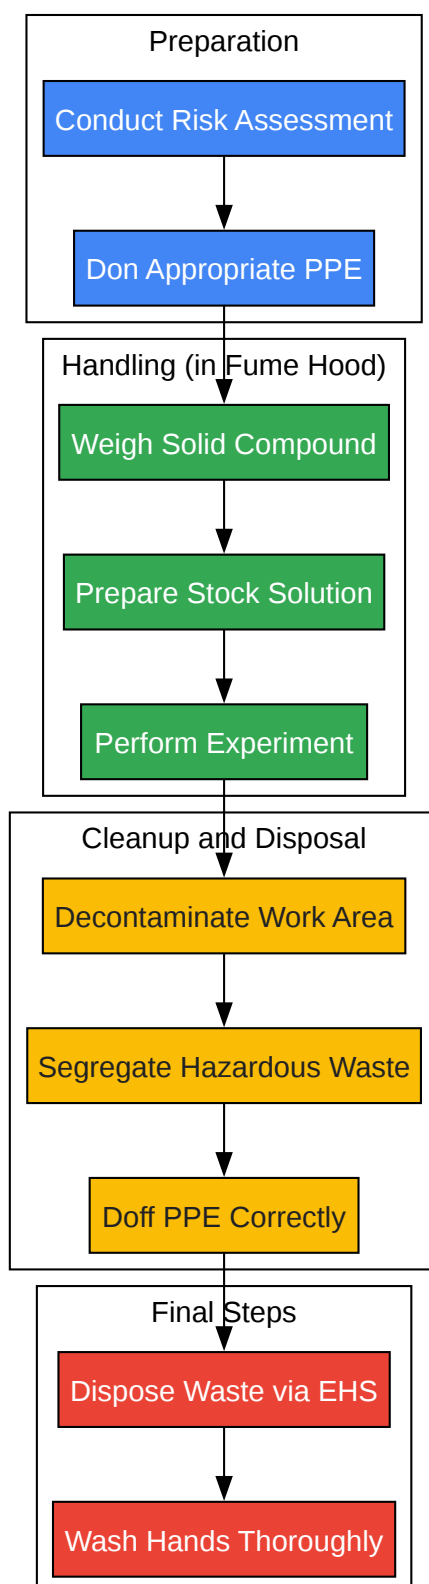 Preparation
Conduct Risk Assessment
Don Appropriate PPE
Handling (in Fume Hood)
Weigh Solid Compound
Prepare Stock Solution
Perform Experiment
Cleanup and Disposal
Decontaminate Work Area
Segregate Hazardous Waste
Doff PPE Correctly
Final Steps
Dispose Waste via EHS
Wash Hands Thoroughly